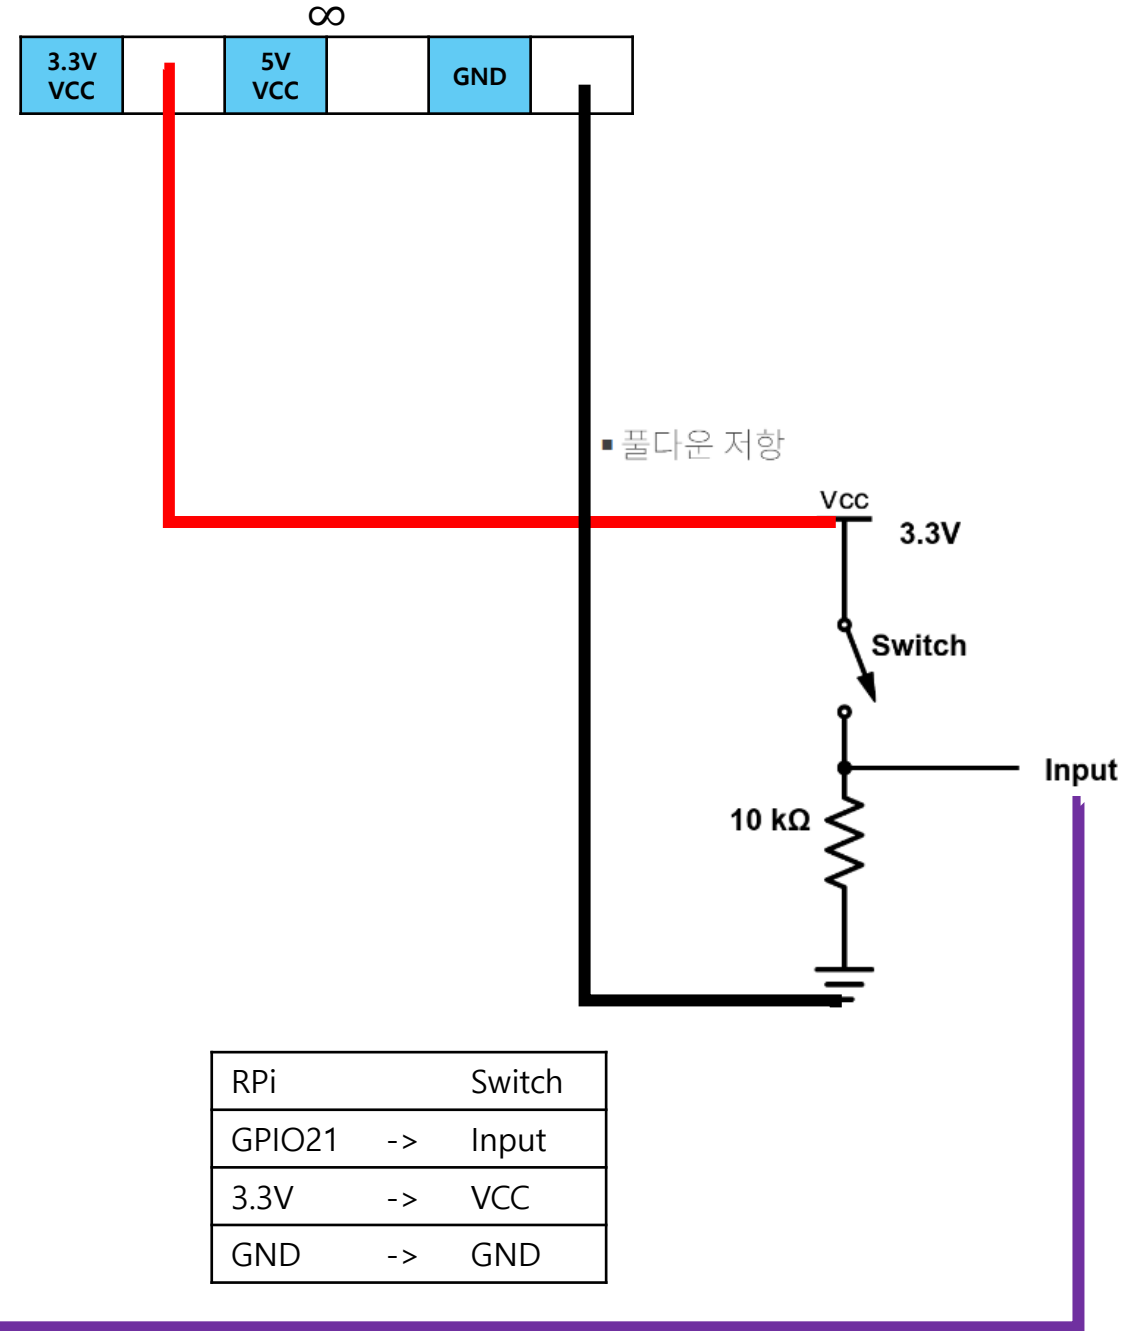 ∞
3.3V
VCC
5V
VCC
GND
▪ 풀다운 저항
Vcc
3.3V
Switch
Input
10 kΩ
RPi Switch
GPIO21 -> Input
3.3V -> VCC
GND -> GND